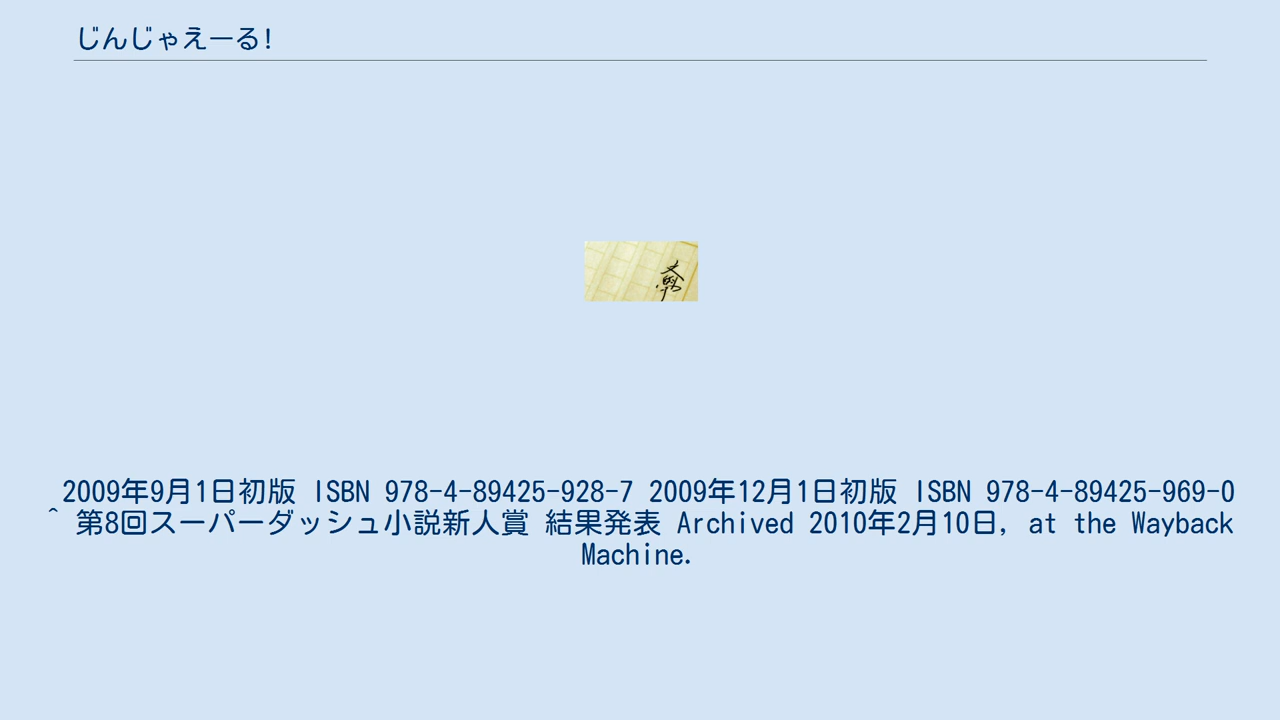 じんじゃえーる!
2009年9月1日初版 ISBN 978-4-89425-928-7 2009年12月1日初版 ISBN 978-4-89425-969-0
^ 第8回スーパーダッシュ小説新人賞 結果発表 Archived 2010年2月10日, at the Wayback
Machine.